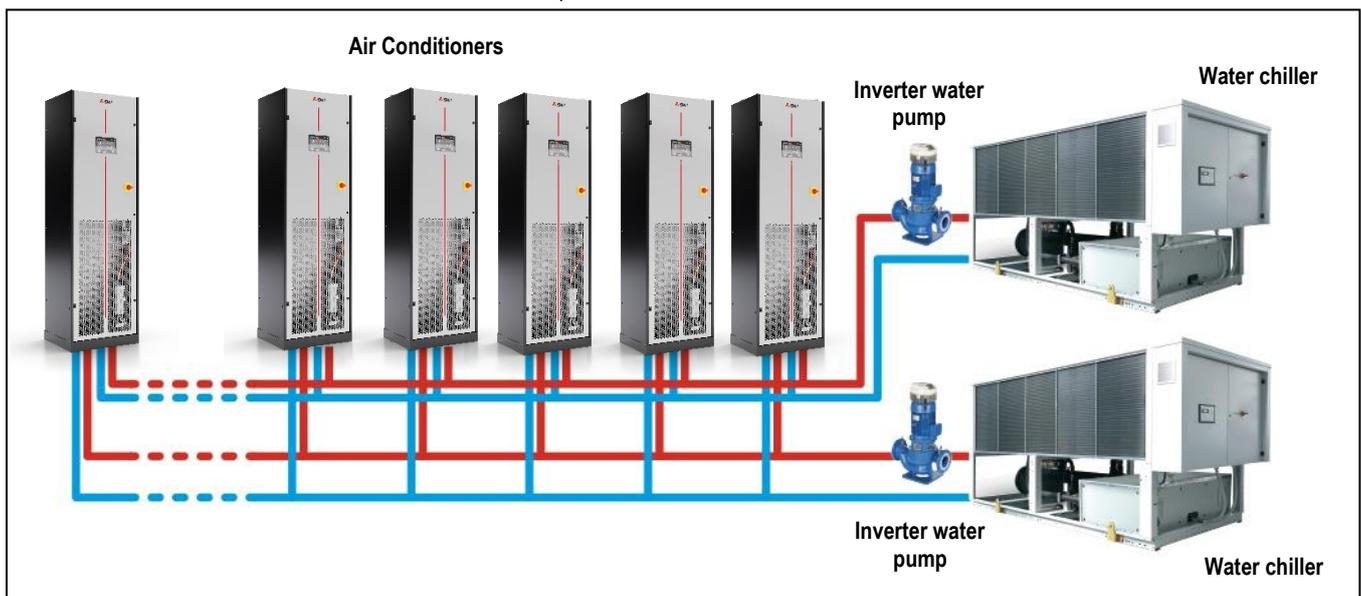 Air Conditioners
Water chiller
Inverter water
pump
Inverter water
pump
Water chiller